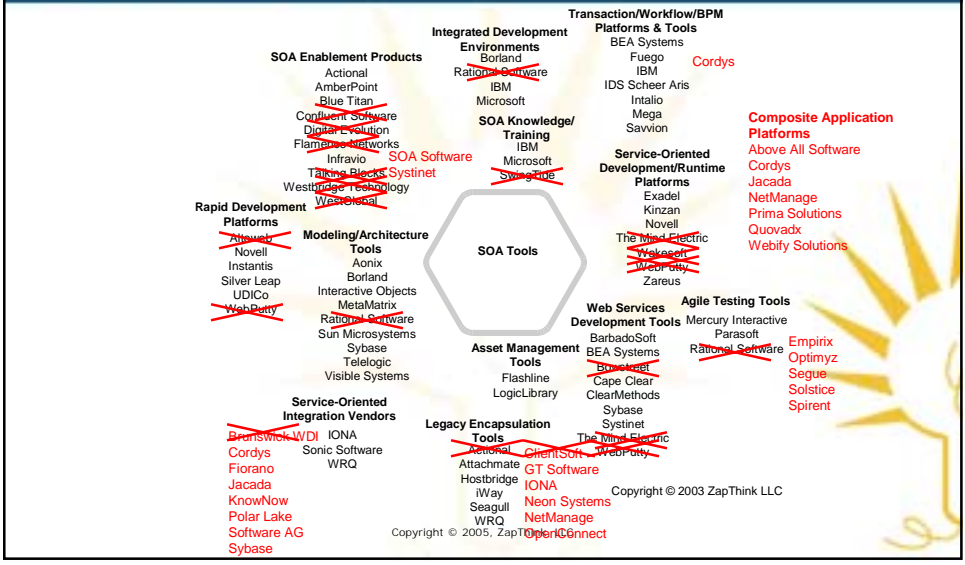 Transaction/Workflow/BPM
Platforms & Tools
BEA Systems
Fuego
IBM
IDS Scheer Aris
Intalio
Mega
Savvion
Cordys
Integrated Development
Environments
Borland
Rational Software
IBM
Microsoft
SOA Enablement Products
Actional
AmberPoint
Blue Titan
Confluent Software
Digital Evolution
Flamenco Networks
Infravio
Talking Blocks
Westbridge Technology
WestGlobal
SOA Software
Systinet
SOA Knowledge/
Training
IBM
Microsoft
SwingTide
Service-Oriented
Development/Runtime
Platforms
Exadel
Kinzan
Novell
The Mind Electric
Wakesoft
WebPutty
Zareus
Composite Application
Platforms
Above All Software
Cordys
Jacada
NetManage
Prima Solutions
Quovadx
Webify Solutions
Rapid Development
Platforms
Altoweb
Novell
Instantis
Silver Leap
UDICo
WebPutty
Modeling/Architecture
Tools
Aonix
Borland
Interactive Objects
MetaMatrix
Rational Software
Sun Microsystems
Sybase
Telelogic
Visible Systems
SOA Tools
Agile Testing Tools
Mercury Interactive
Parasoft
Rational Software
Empirix
Optimyz
Segue
Solstice
Spirent
Web Services
Development Tools
BarbadoSoft
BEA Systems
Bowstreet
Cape Clear
ClearMethods
Sybase
Systinet
The Mind Electric
WebPutty
Asset Management
Tools
Flashline
LogicLibrary
Service-Oriented
Integration Vendors
IONA
Sonic Software
WRQ
Brunswick WDI
Cordys
Fiorano
Jacada
KnowNow
Polar Lake
Software AG
Sybase
Legacy Encapsulation
Tools
Actional
Attachmate
Hostbridge
iWay
Seagull
WRQ
ClientSoft
GT Software
IONA
Neon Systems
NetManage
OpenConnect
Copyright © 2003 ZapThink LLC
Copyright © 2005, ZapThink, LLC